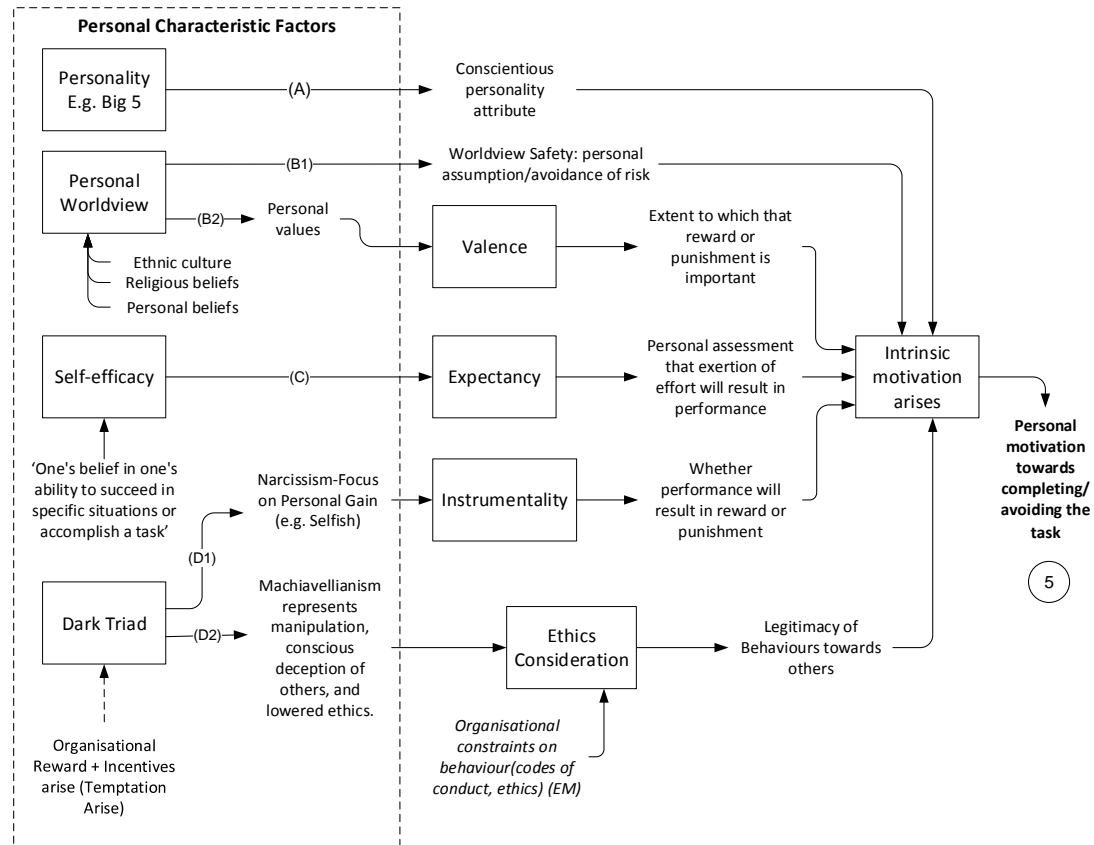 Personal Characteristic Factors
Personality
E.g. Big 5
(A)
Conscientious
personality
attribute
Personal
Worldview
(B1)
Worldview Safety: personal
assumption/avoidance of risk
(B2)
Personal
values
Valence
Extent to which that
reward or
punishment is
important
Ethnic culture
Religious beliefs
Personal beliefs
Self-efficacy
(C)
Expectancy
Personal assessment
that exertion of
effort will result in
performance
Intrinsic
motivation
arises
Personal
motivation
towards
completing/
avoiding the
task
5
‘One's belief in one's
ability to succeed in
specific situations or
accomplish a task’
Narcissism-Focus
on Personal Gain
(e.g. Selfish)
Instrumentality
Whether
performance will
result in reward or
punishment
(D1)
Dark Triad
(D2)
Machiavellianism
represents
manipulation,
conscious
deception of
others, and
lowered ethics.
Ethics
Consideration
Legitimacy of
Behaviours towards
others
Organisational
Reward + Incentives
arise (Temptation
Arise)
Organisational
constraints on
behaviour(codes of
conduct, ethics) (EM)